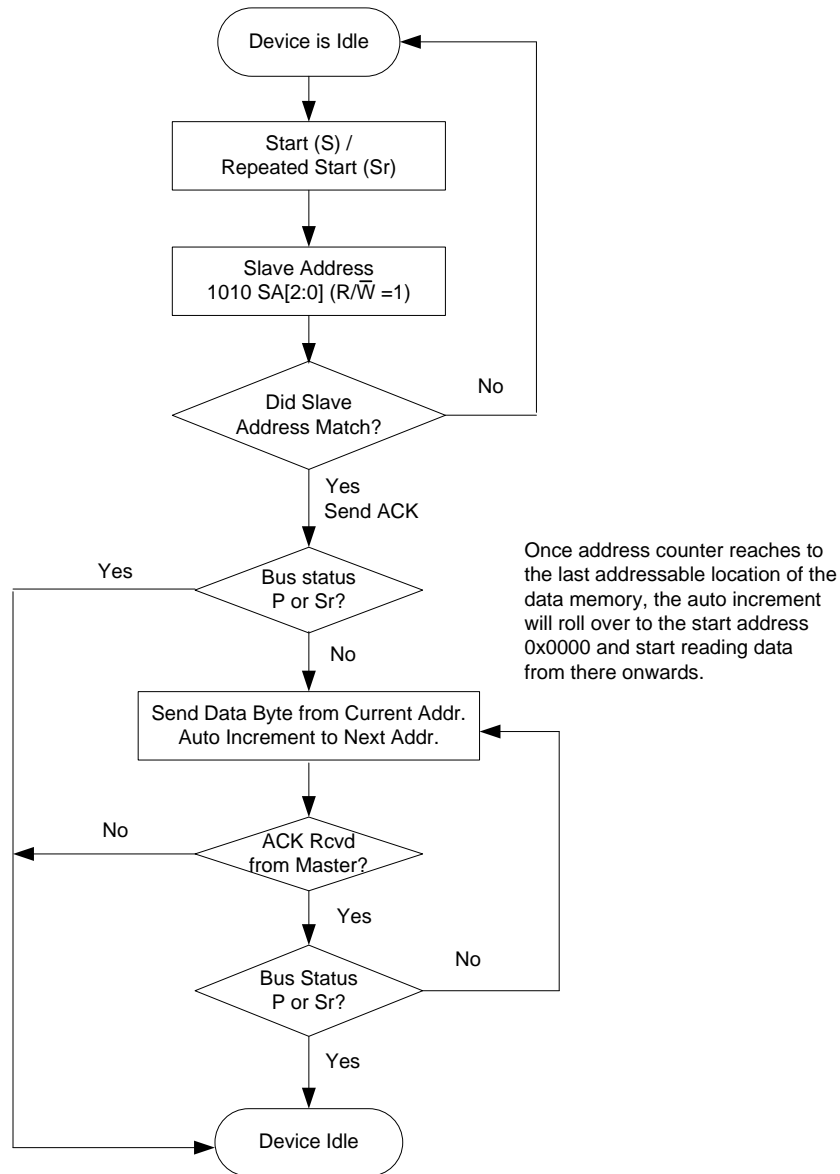 Device is Idle
Start (S) /
Repeated Start (Sr)
Slave Address
1010 SA[2:0] (R/W̅ =1)
Did Slave
Address Match?
No
Yes
Send ACK
Bus status
P or Sr?
Yes
No
Once address counter reaches to
the last addressable location of the
data memory, the auto increment
will roll over to the start address
0x0000 and start reading data
from there onwards.
Send Data Byte from Current Addr.
Auto Increment to Next Addr.
ACK Rcvd
from Master?
No
Yes
Bus Status
P or Sr?
No
Yes
Device Idle